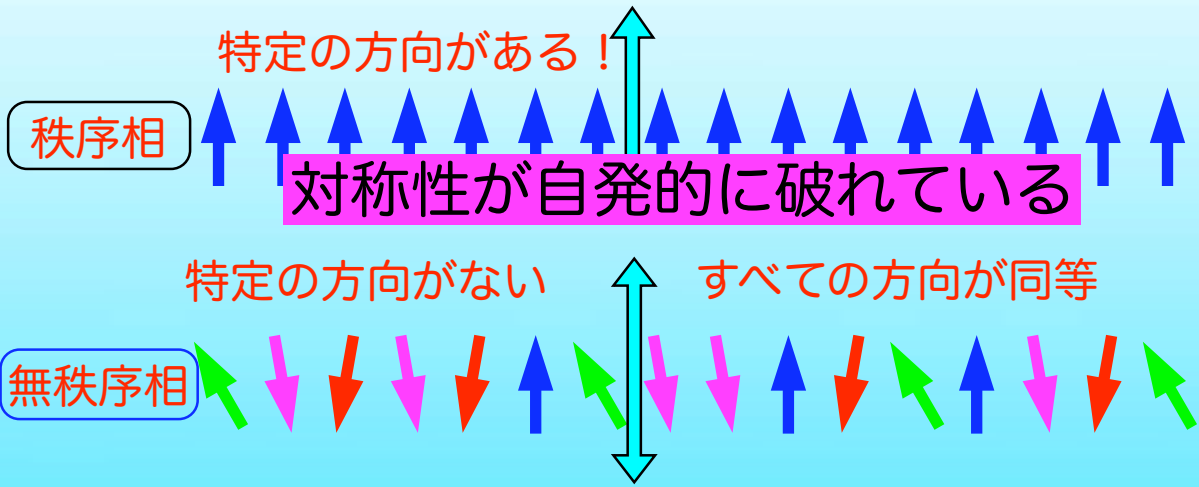 特定の方向がある！
秩序相
対称性が自発的に破れている
特定の方向がない
すべての方向が同等
無秩序相